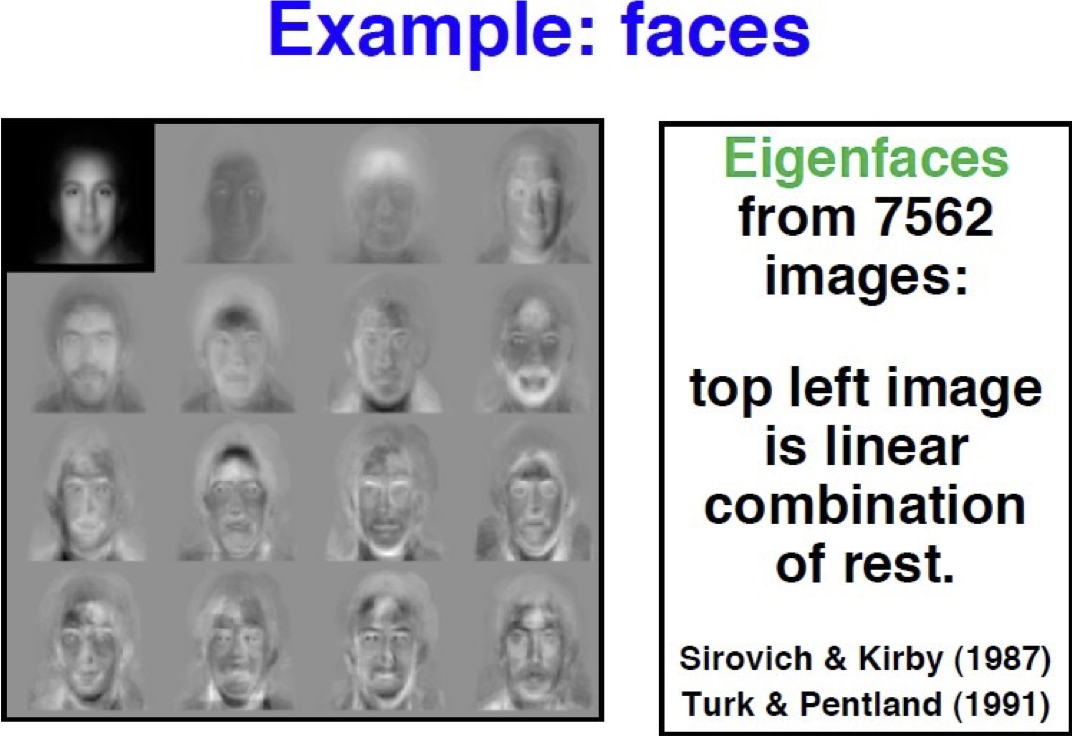 Example: faces
Eigenfaces
from 7562
images:
top left image
is linear
combination
of rest.
Sirovich & Kirby (1987)
Turk & Pentland (1991)